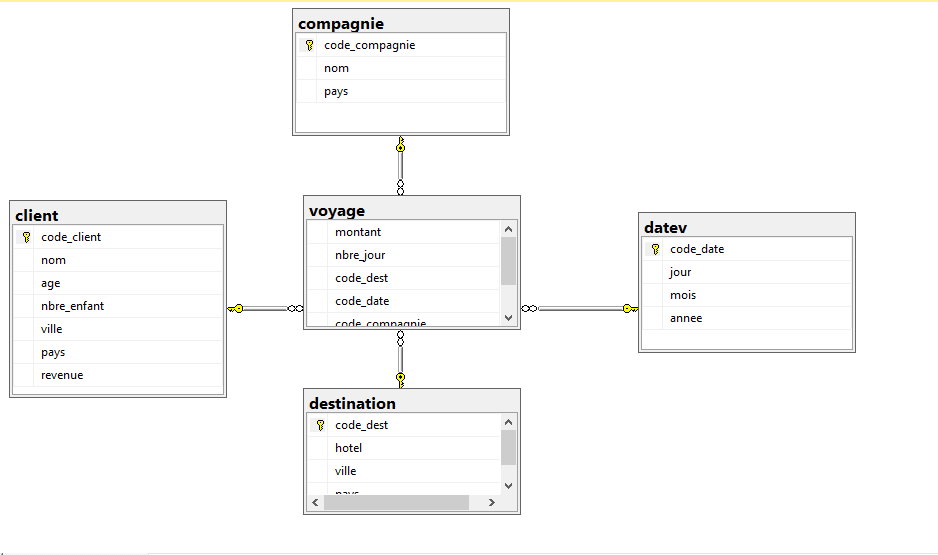 compagnie
code_compagnie
nom
pays
client
code_client
nom
age
nbre_enfant
ville
pays
revenue
voyage
montant
nbre_jour
code_dest
code_date
code_compagnie
datev
code_date
jour
mois
annee
destination
code_dest
hotel
ville
pays